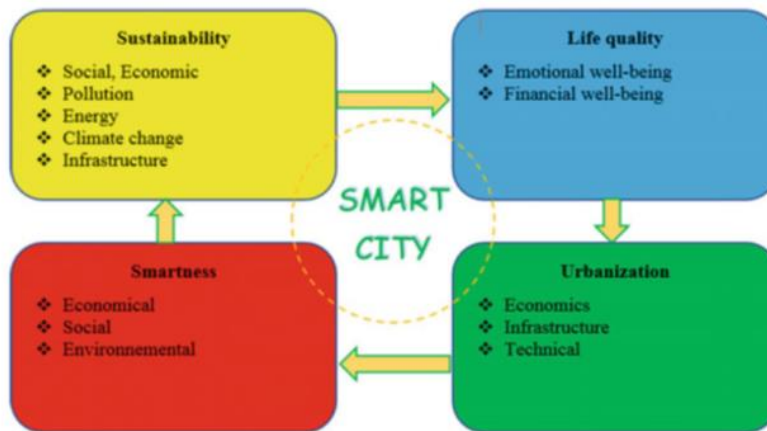 Sustainability
❖ Social, Economic
❖ Pollution
❖ Energy
❖ Climate change
❖ Infrastructure
Life quality
❖ Emotional well-being
❖ Financial well-being
SMART
CITY
Smartness
❖ Economical
❖ Social
❖ Environnemental
Urbanization
❖ Economics
❖ Infrastructure
❖ Technical